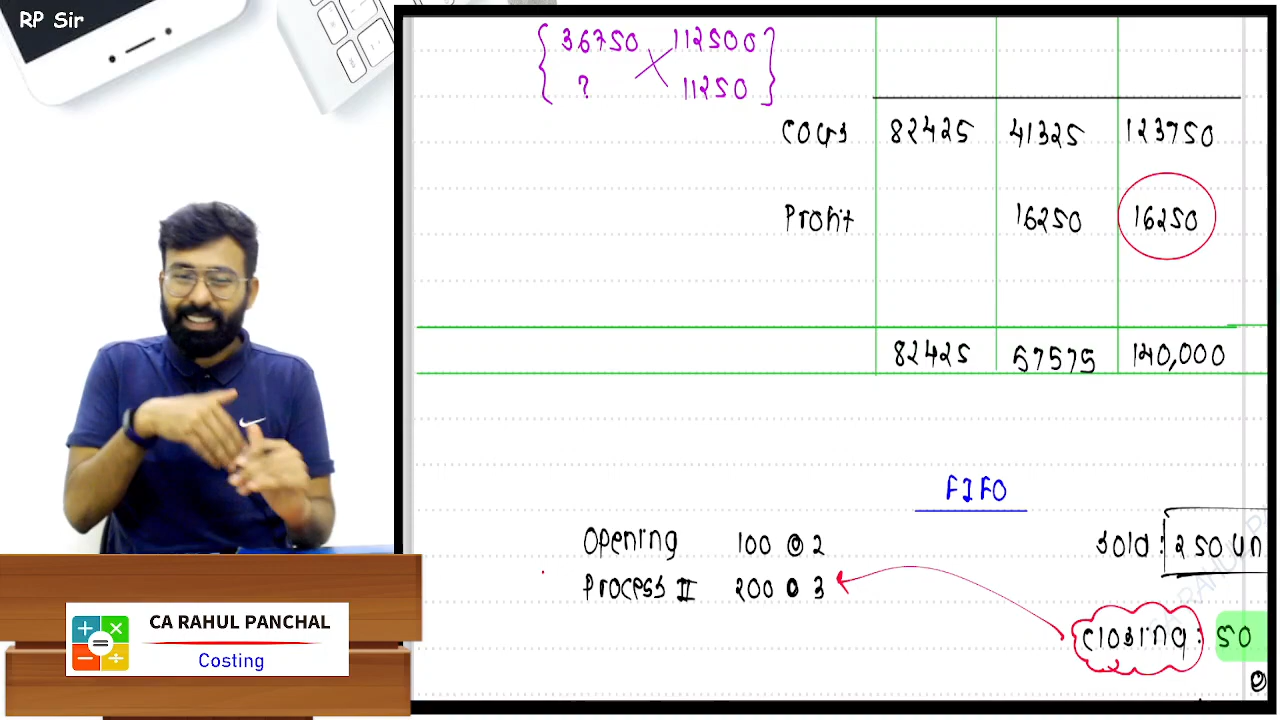 RP Sir
{ 36750 112500 }
{ ? 11250 }
COGS 82425 41325 123750
Profit 16250 16250
82425 57575 140,000
FIFO
Opening 100 @ 2 Sold : 250 un
Process II 200 @ 3
Closing : 50
@
CA RAHUL PANCHAL
Costing